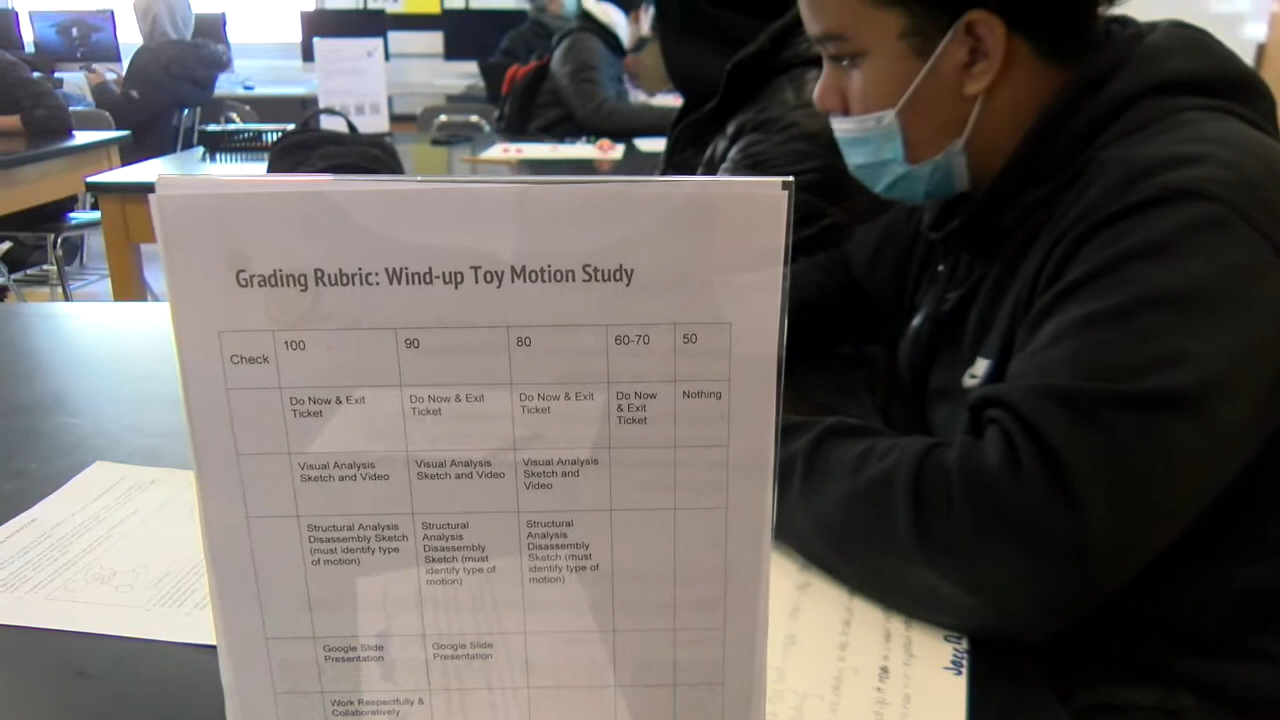 Grading Rubric: Wind-up Toy Motion Study
Check
100
90
80
60-70
50
Do Now & Exit
Ticket
Do Now & Exit
Ticket
Do Now & Exit
Ticket
Do Now
& Exit
Ticket
Nothing
Visual Analysis
Sketch and Video
Visual Analysis
Sketch and Video
Visual Analysis
Sketch and
Video
Structural Analysis
Disassembly Sketch
(must identify type
of motion)
Structural
Analysis
Disassembly
Sketch (must
identify type of
motion)
Structural
Analysis
Disassembly
Sketch (must
identify type of
motion)
Google Slide
Presentation
Google Slide
Presentation
Work Respectfully &
Collaboratively